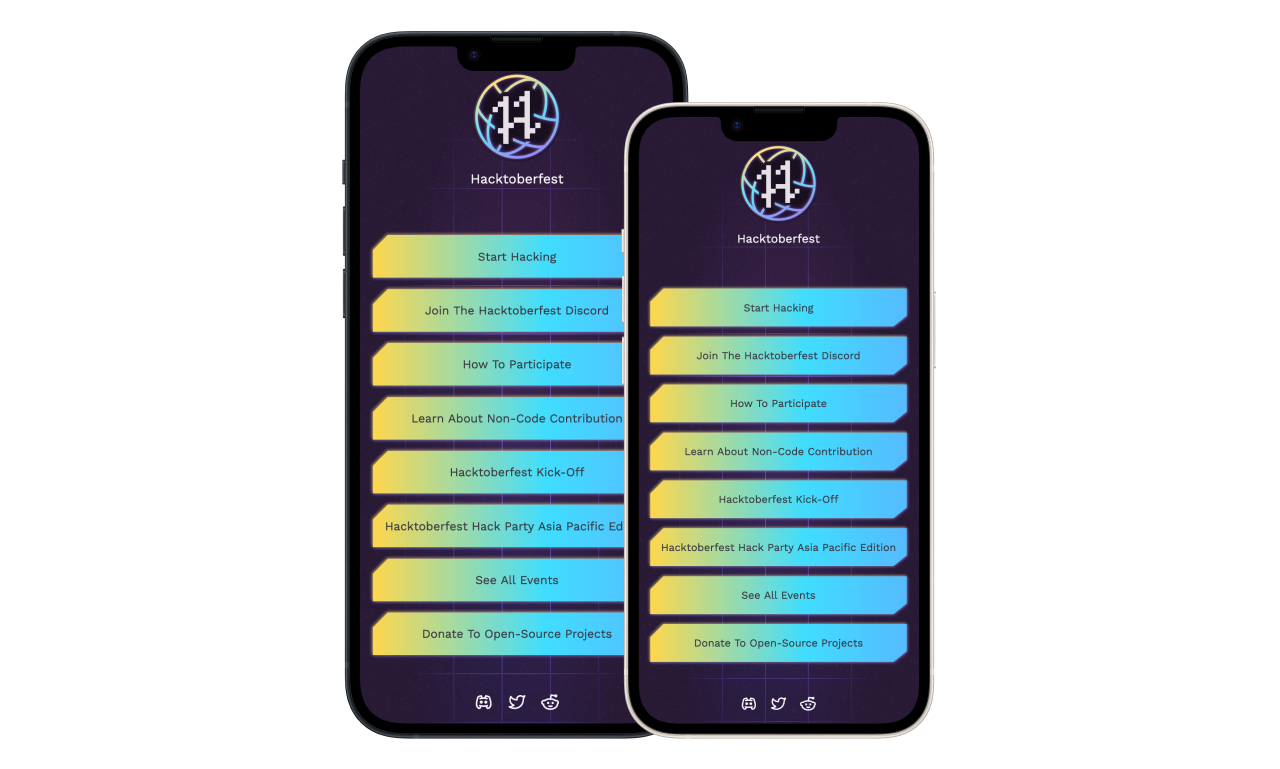 Hacktoberfest
Start Hacking
Join The Hacktoberfest Discord
How To Participate
Learn About Non-Code Contribution
Hacktoberfest Kick-Off
Hacktoberfest Hack Party Asia Pacific Ed
See All Events
Donate To Open-Source Projects
Hacktoberfest
Start Hacking
Join The Hacktoberfest Discord
How To Participate
Learn About Non-Code Contribution
Hacktoberfest Kick-Off
Hacktoberfest Hack Party Asia Pacific Edition
See All Events
Donate To Open-Source Projects